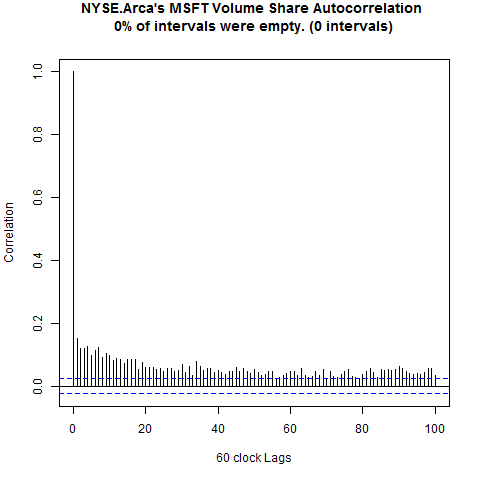 NYSE.Arca's MSFT Volume Share Autocorrelation
0% of intervals were empty. (0 intervals)
Correlation
1.0
0.8
0.6
0.4
0.2
0.0
0 20 40 60 80 100
60 clock Lags